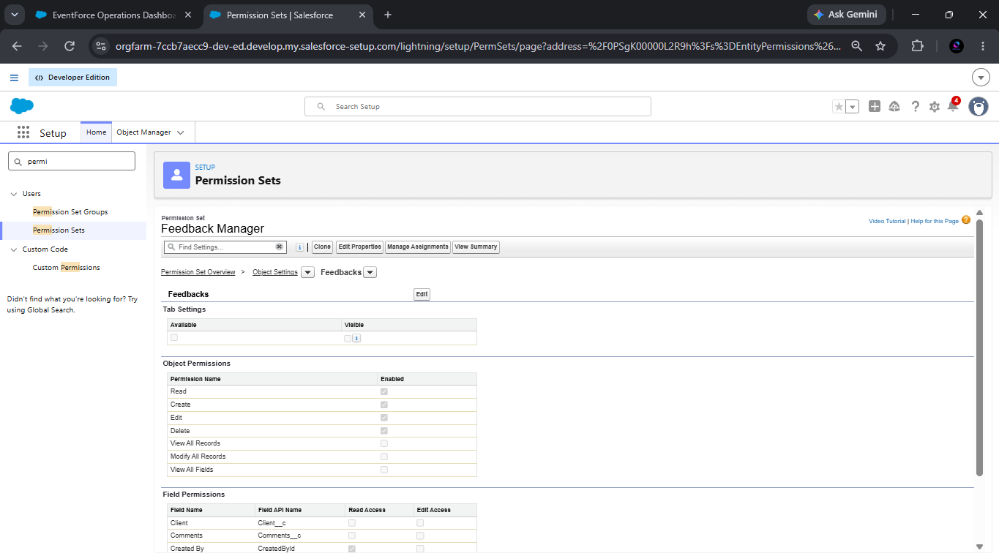 EventForce Operations Dashboa
Permission Sets | Salesforce
Ask Gemini
orgfarm-7ccb7aecc9-dev-ed.develop.my.salesforce-setup.com/lightning/setup/PermSets/page?address=%2F0PSgK00000L2R9h%3Fs%3DEntityPermissions%26...
Developer Edition
Search Setup
4
Setup
Home
Object Manager
permi
Users
Permission Set Groups
Permission Sets
Custom Code
Custom Permissions
Didn't find what you're looking for? Try
using Global Search.
SETUP
Permission Sets
Permission Set
Feedback Manager
Video Tutorial | Help for this Page ?
Find Settings... i | Clone Edit Properties Manage Assignments View Summary
Permission Set Overview > Object Settings Feedbacks
Feedbacks Edit
Tab Settings
Available Visible
i
Object Permissions
Permission Name Enabled
Read
Create
Edit
Delete
View All Records
Modify All Records
View All Fields
Field Permissions
Field Name Field API Name Read Access Edit Access
Client Client__c
Comments Comments__c
Created By CreatedById